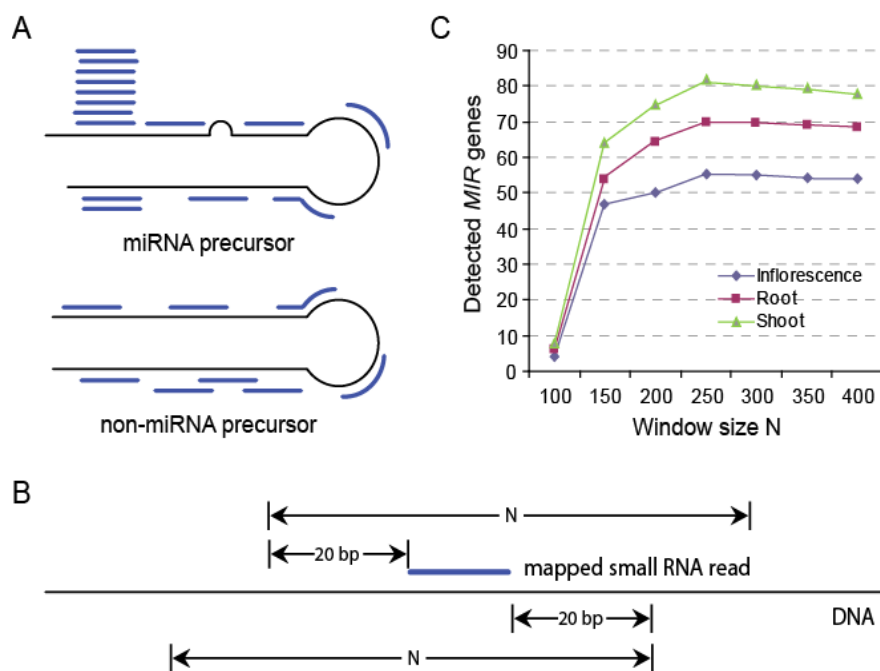 A
miRNA precursor
non-miRNA precursor
C
Detected MIR genes
90
80
70
60
50
40
30
20
10
0
Inflorescence
Root
Shoot
100 150 200 250 300 350 400
Window size N
B
N
20 bp
mapped small RNA read
DNA
20 bp
N